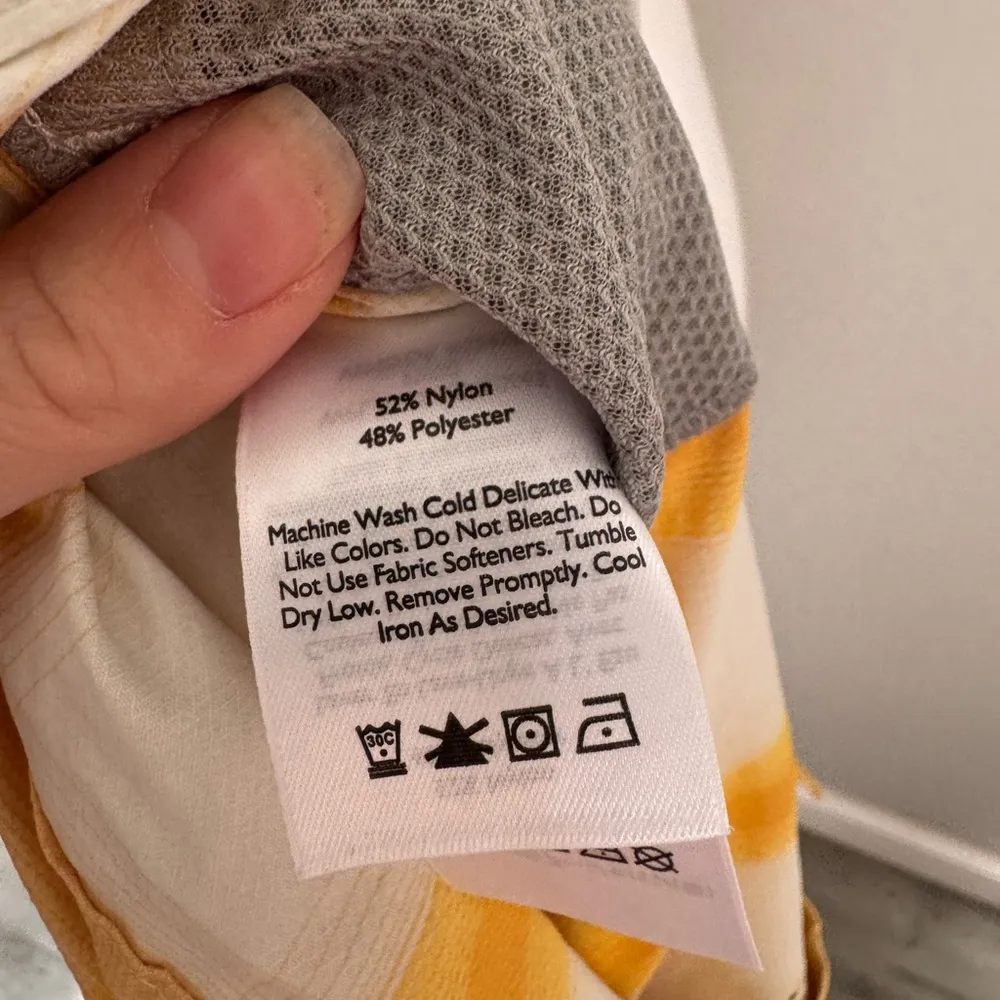 52% Nylon
48% Polyester
Machine Wash Cold Delicate With
Like Colors. Do Not Bleach. Do
Not Use Fabric Softeners. Tumble
Dry Low. Remove Promptly. Cool
Iron As Desired.
30C